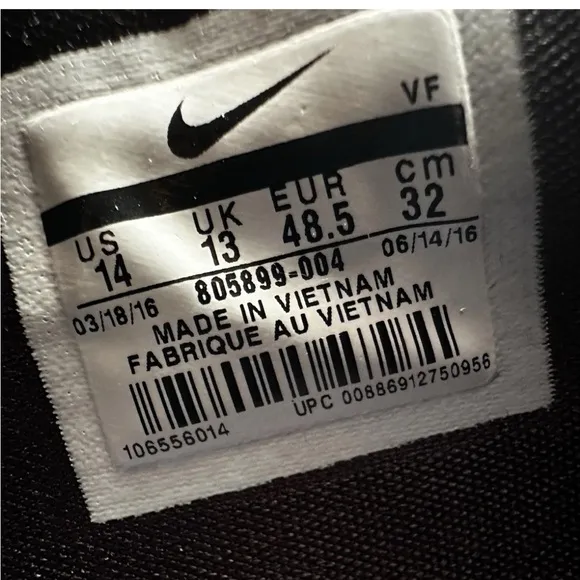 VF
US UK EUR cm
14 13 48.5 32
03/18/16 805899-004 06/14/16
MADE IN VIETNAM
FABRIQUE AU VIETNAM
106556014 UPC 00886912750956